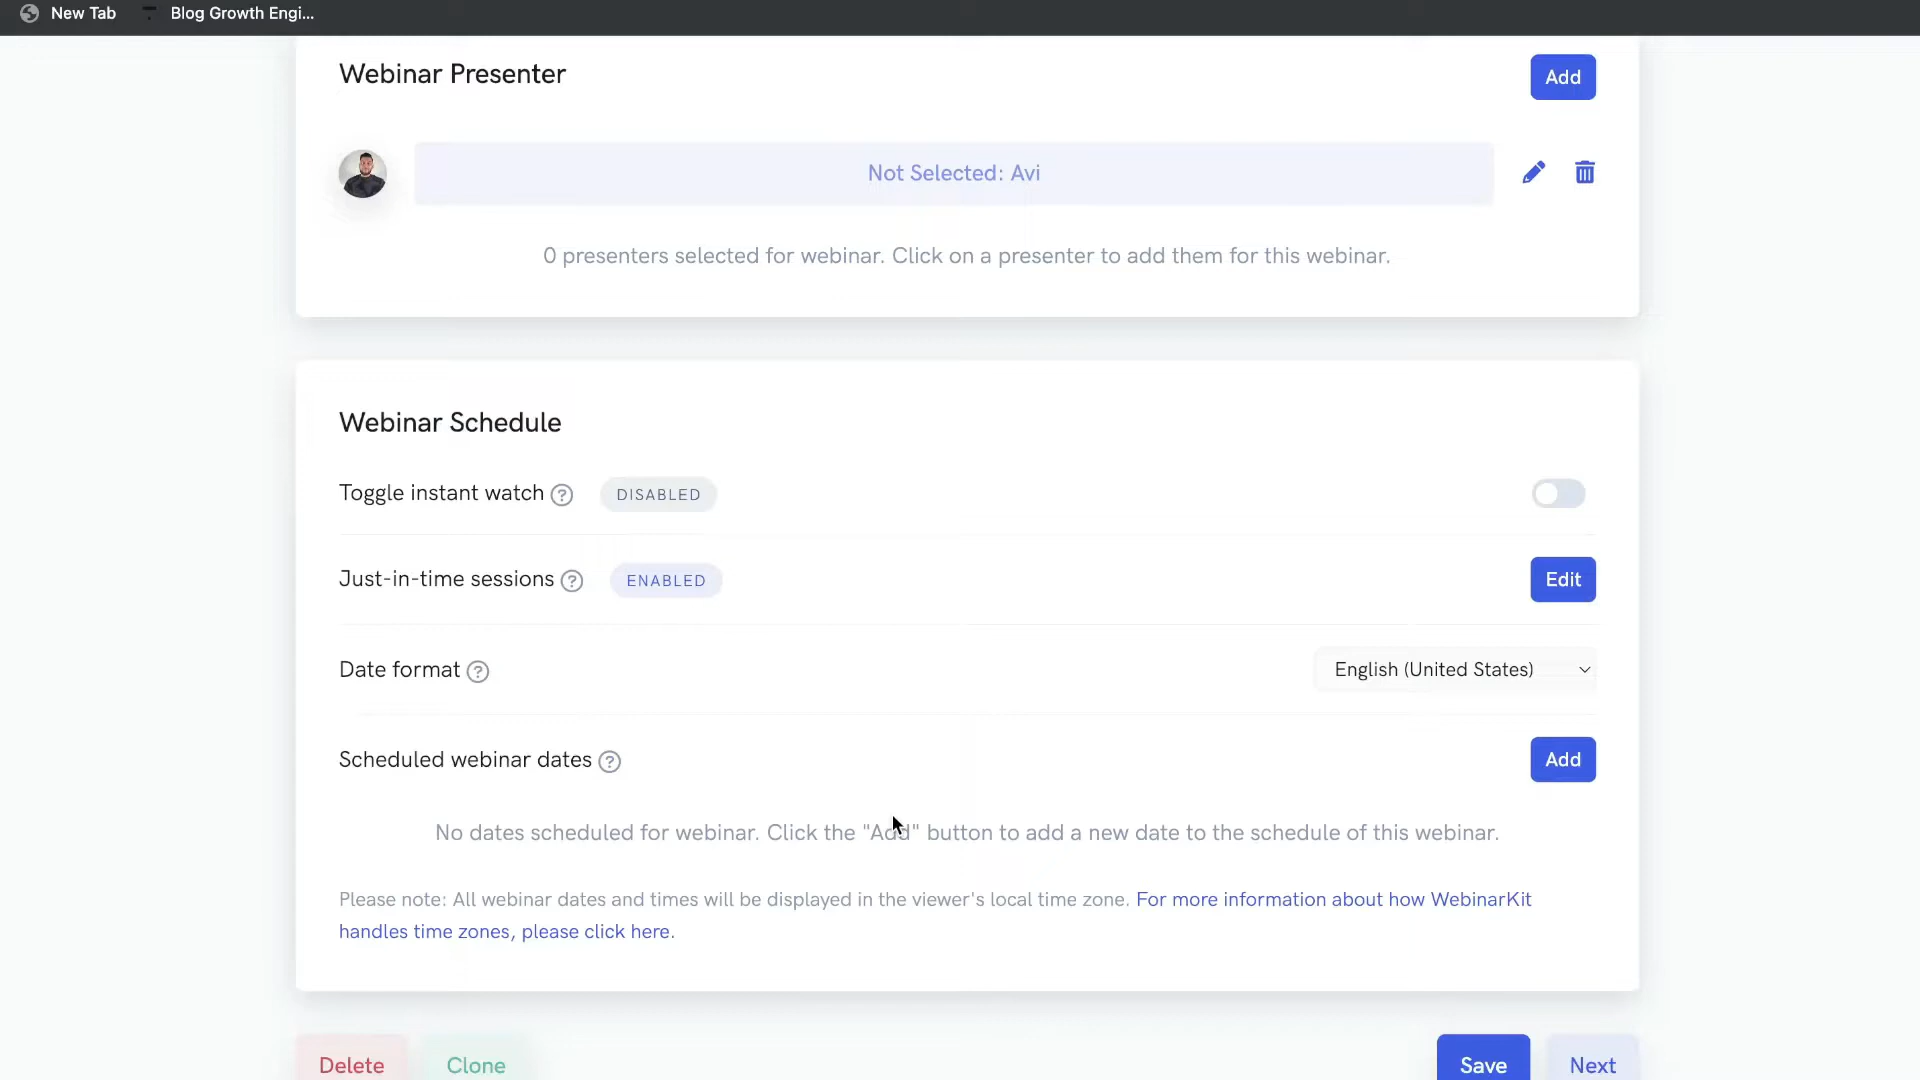 New Tab
Blog Growth Engi...
Webinar Presenter
Add
Not Selected: Avi
0 presenters selected for webinar. Click on a presenter to add them for this webinar.
Webinar Schedule
Toggle instant watch ?
DISABLED
Just-in-time sessions ?
ENABLED
Edit
Date format ?
English (United States)
Scheduled webinar dates ?
Add
No dates scheduled for webinar. Click the "Add" button to add a new date to the schedule of this webinar.
Please note: All webinar dates and times will be displayed in the viewer's local time zone. For more information about how WebinarKit
handles time zones, please click here.
Delete
Clone
Save
Next